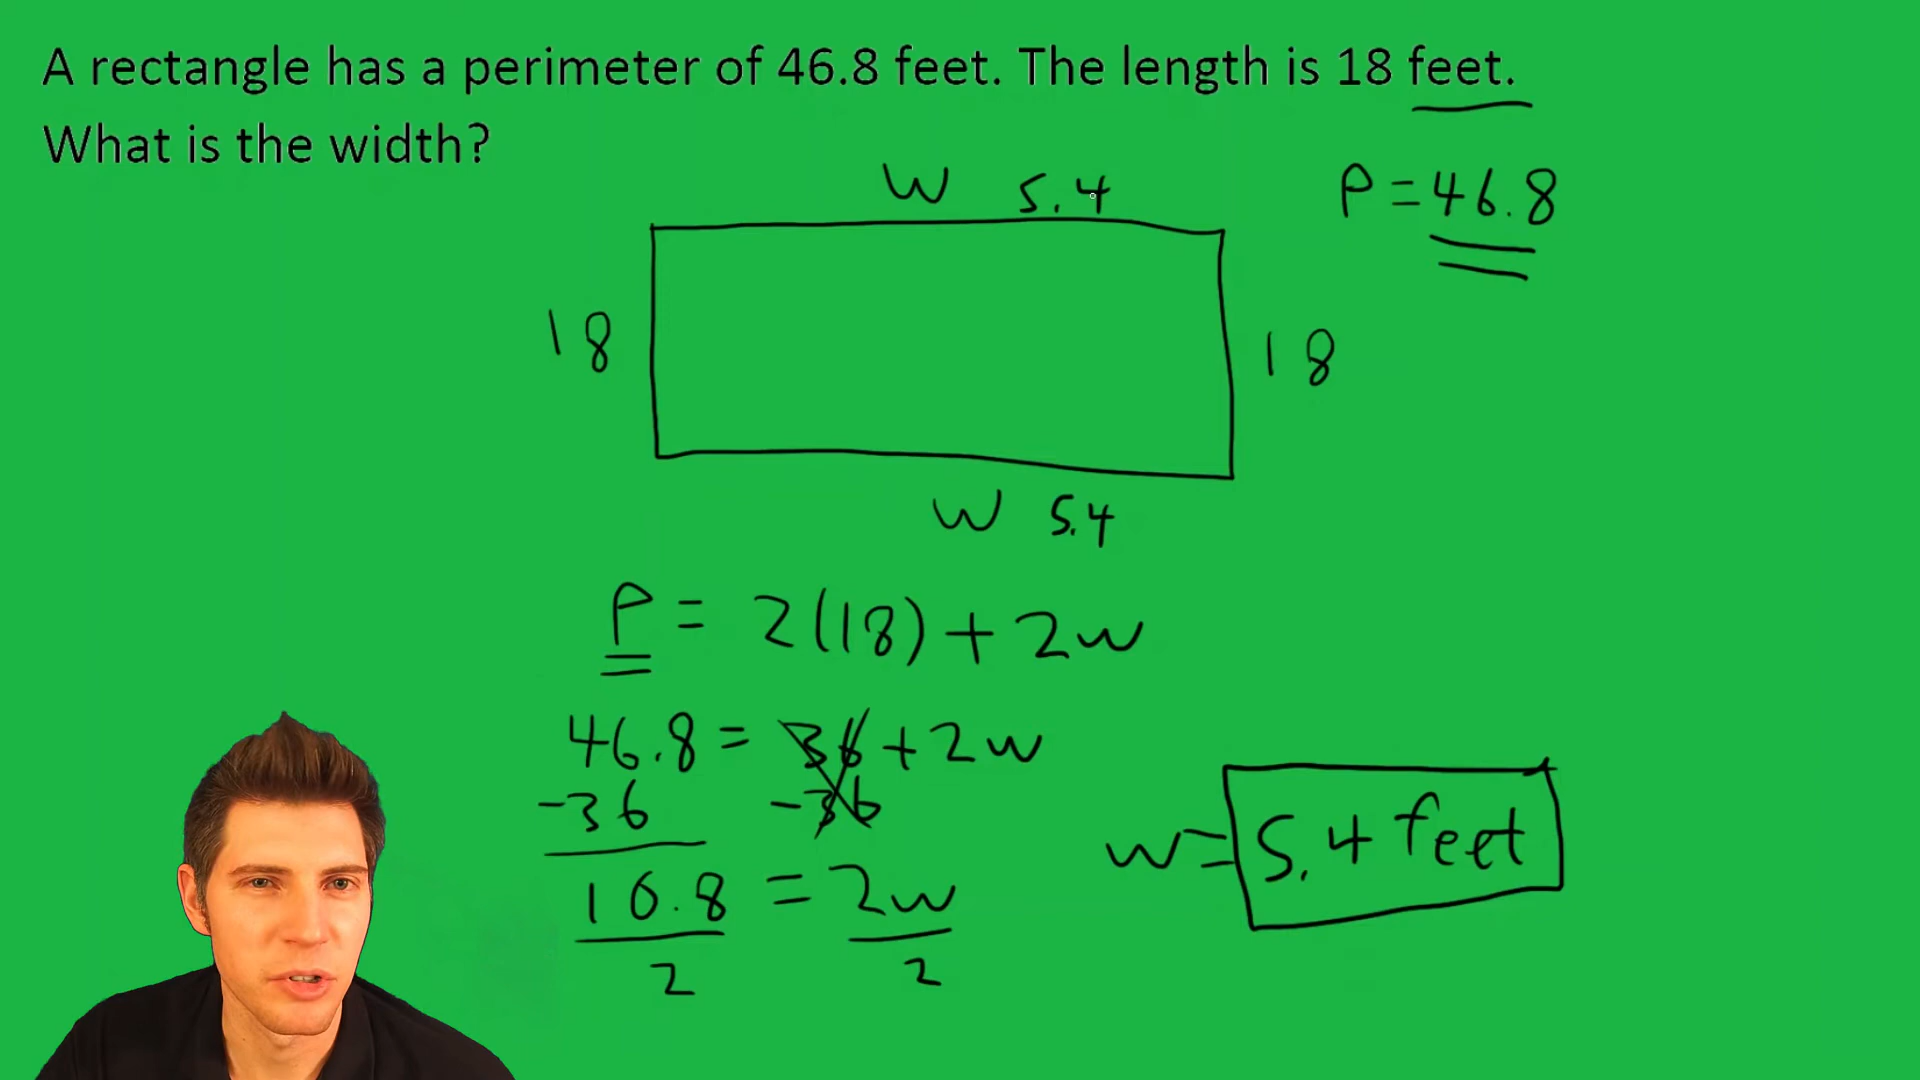 A rectangle has a perimeter of 46.8 feet. The length is 18 feet.
What is the width?
W 5.4
P = 46.8
18
18
W 5.4
P = 2(18) + 2w
46.8 = 36 + 2w
-36 -36
10.8 = 2w
2 2
w = 5.4 feet